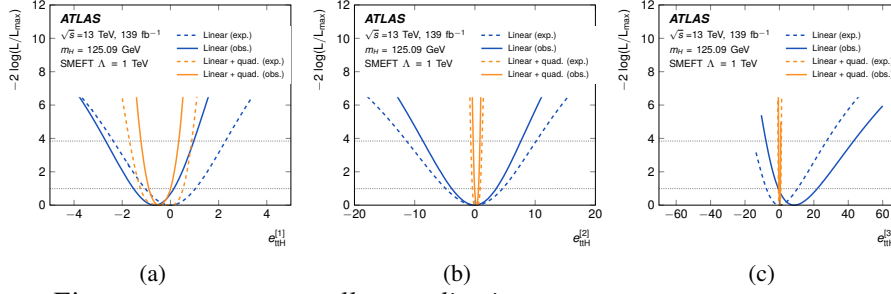 ATLAS
√s =13 TeV, 139 fb⁻¹
m_H = 125.09 GeV
SMEFT Λ = 1 TeV
Linear (exp.)
Linear (obs.)
Linear + quad. (exp.)
Linear + quad. (obs.)
−2 log(L/L_max)
12
10
8
6
4
2
0
−4 −2 0 2 4
e_ttH^[1]
(a)
ATLAS
√s =13 TeV, 139 fb⁻¹
m_H = 125.09 GeV
SMEFT Λ = 1 TeV
Linear (exp.)
Linear (obs.)
Linear + quad. (exp.)
Linear + quad. (obs.)
−2 log(L/L_max)
12
10
8
6
4
2
0
−20 −10 0 10 20
e_ttH^[2]
(b)
ATLAS
√s =13 TeV, 139 fb⁻¹
m_H = 125.09 GeV
SMEFT Λ = 1 TeV
Linear (exp.)
Linear (obs.)
Linear + quad. (exp.)
Linear + quad. (obs.)
−2 log(L/L_max)
12
10
8
6
4
2
0
−60 −40 −20 0 20 40 60
e_ttH^[3
(c)